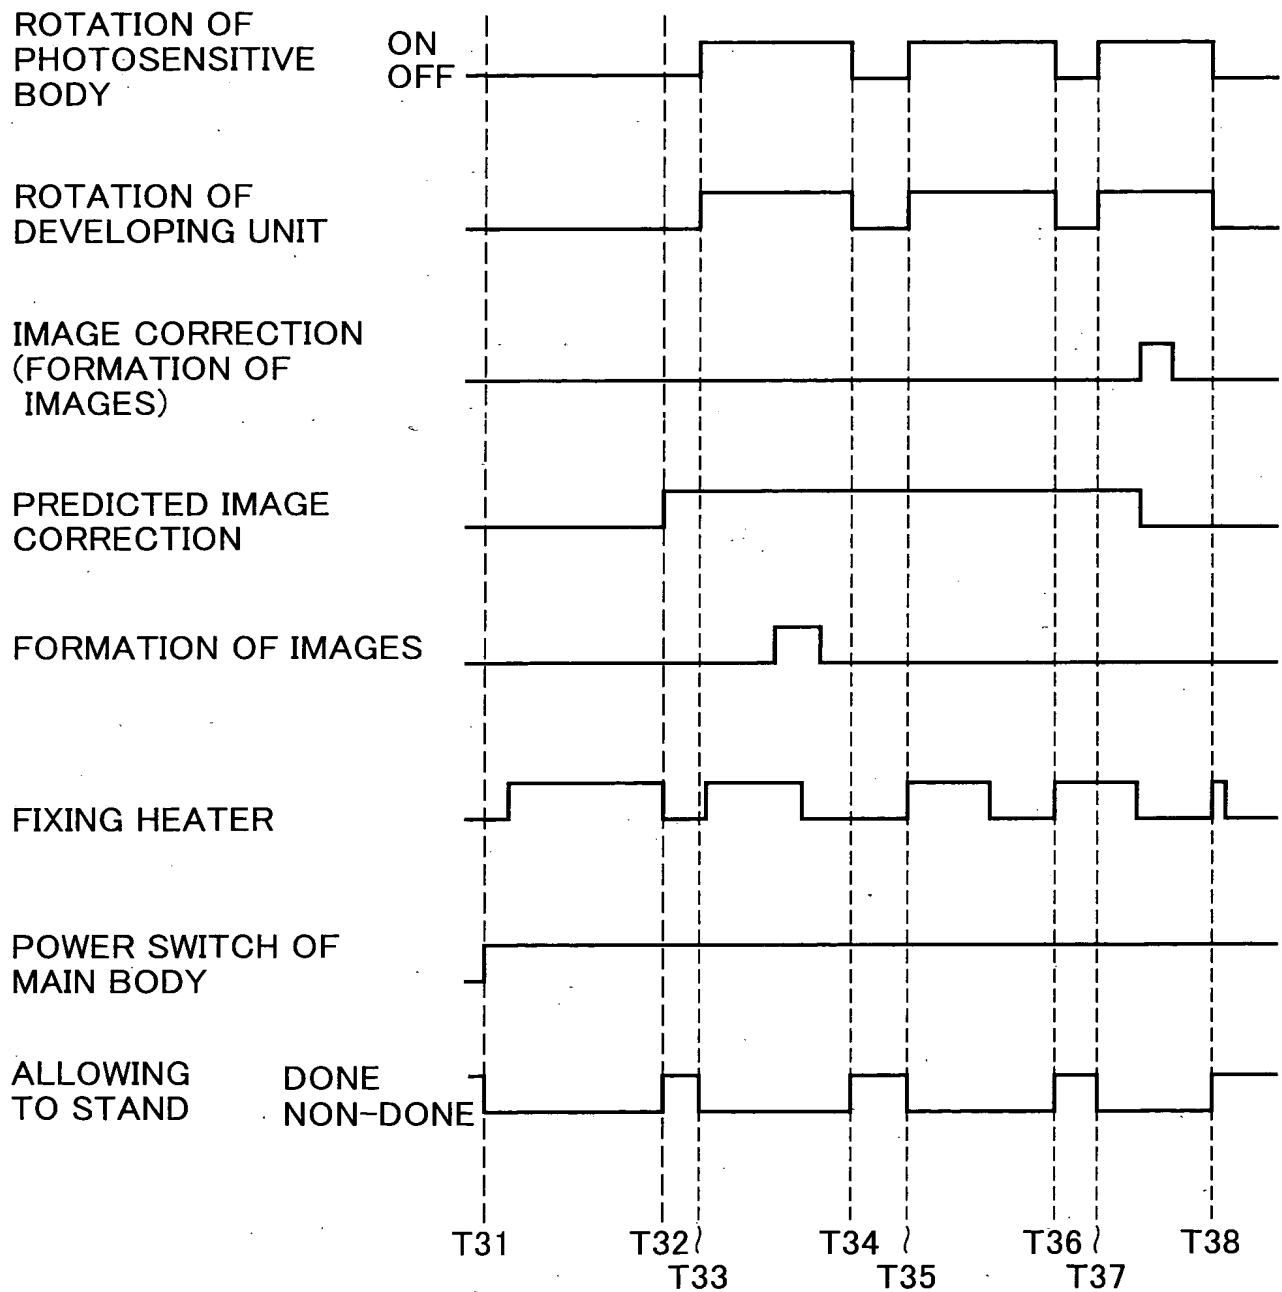 ROTATION OF
PHOTOSENSITIVE
BODY
ON
OFF
ROTATION OF
DEVELOPING UNIT
IMAGE CORRECTION
(FORMATION OF
IMAGES)
PREDICTED IMAGE
CORRECTION
FORMATION OF IMAGES
FIXING HEATER
POWER SWITCH OF
MAIN BODY
ALLOWING
TO STAND
DONE
NON-DONE
T31 T32 T34 T36 T38
T33 T35 T37